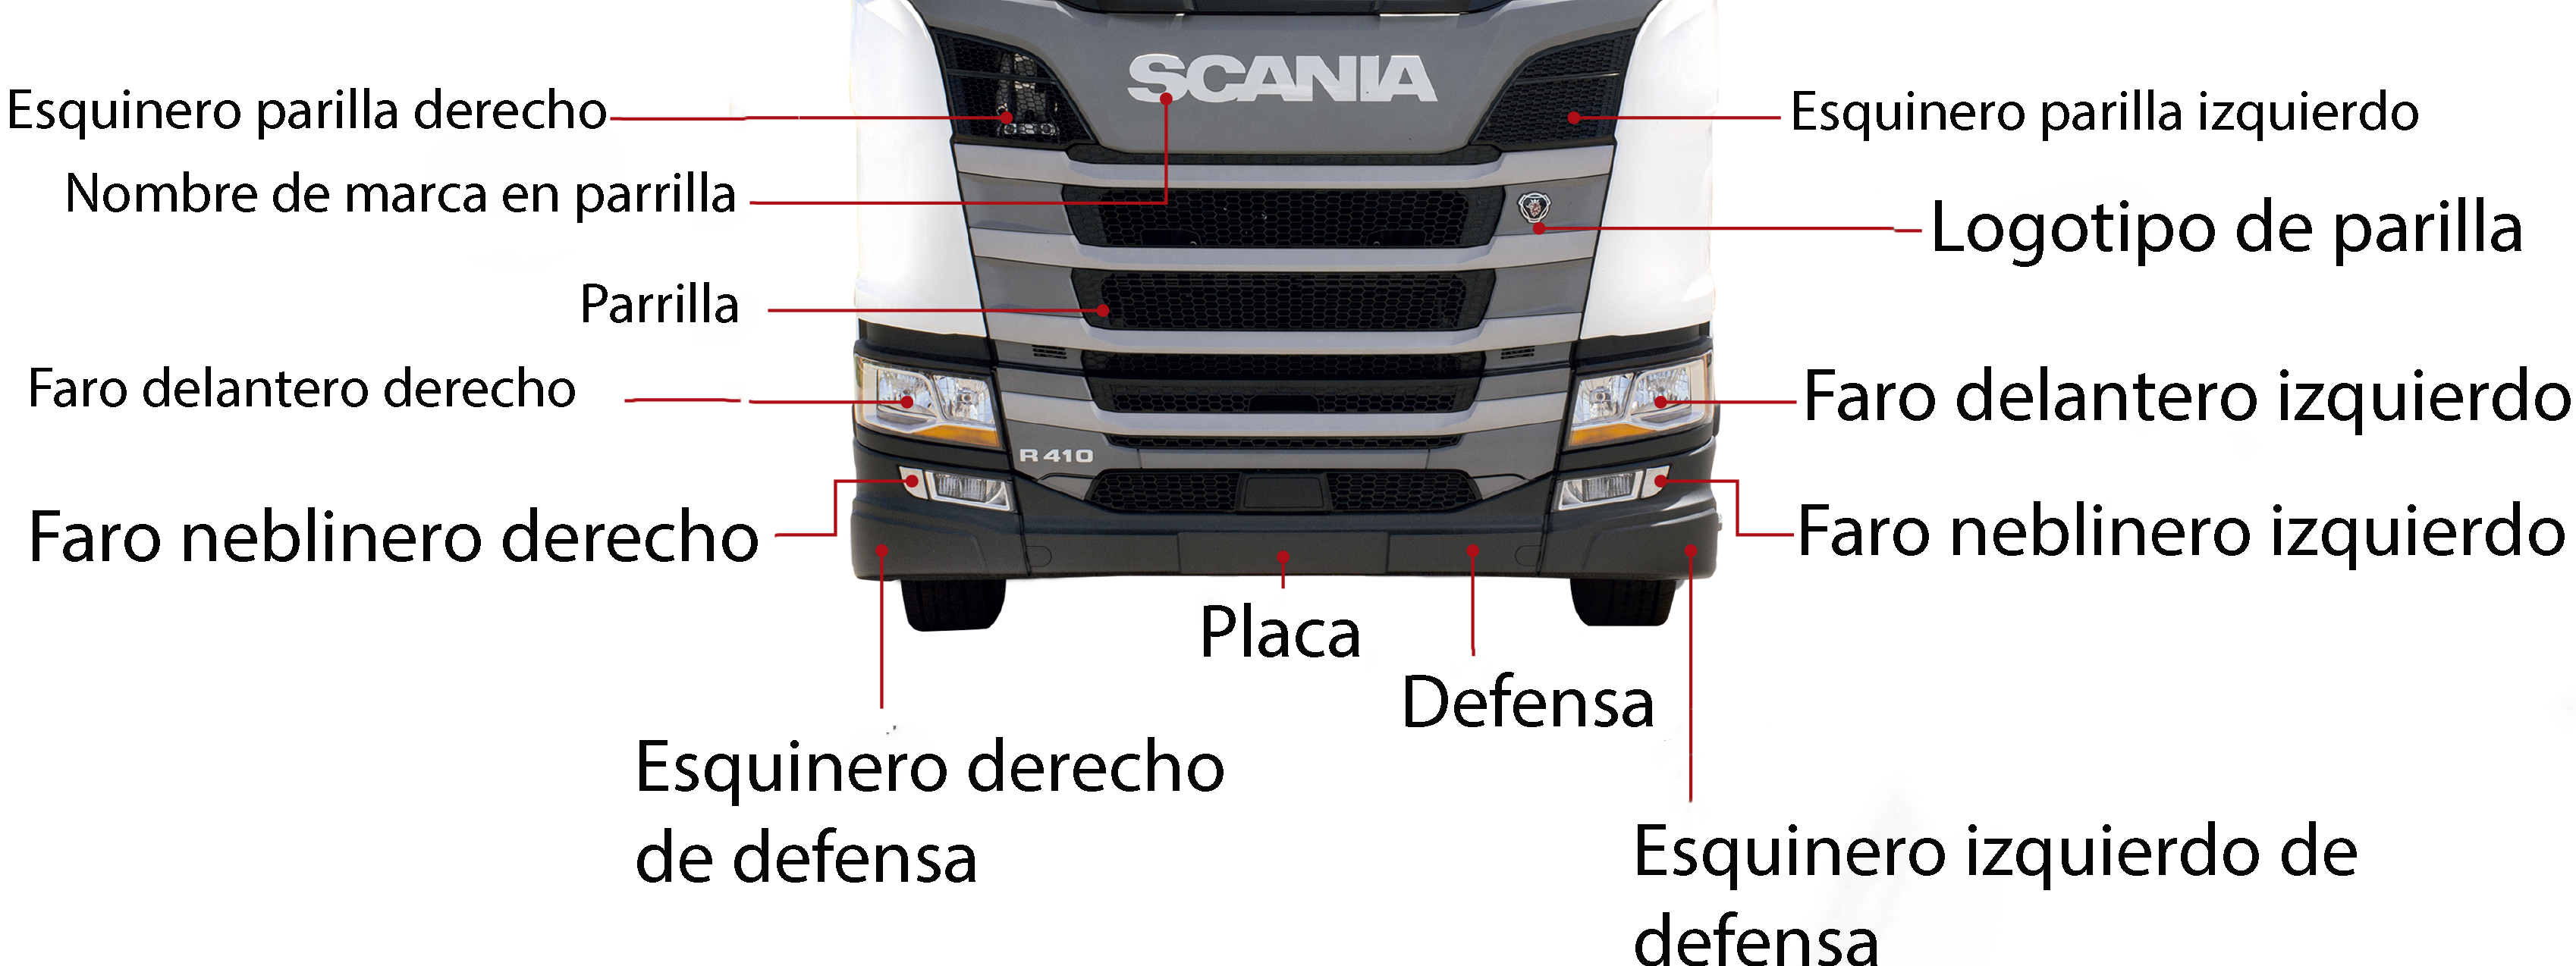 SCANIA
Esquinero parilla derecho
Esquinero parilla izquierdo
Nombre de marca en parrilla
Logotipo de parilla
Parrilla
Faro delantero derecho
Faro delantero izquierdo
R 410
Faro neblinero derecho
Faro neblinero izquierdo
Placa
Defensa
Esquinero derecho
de defensa
Esquinero izquierdo de
defensa